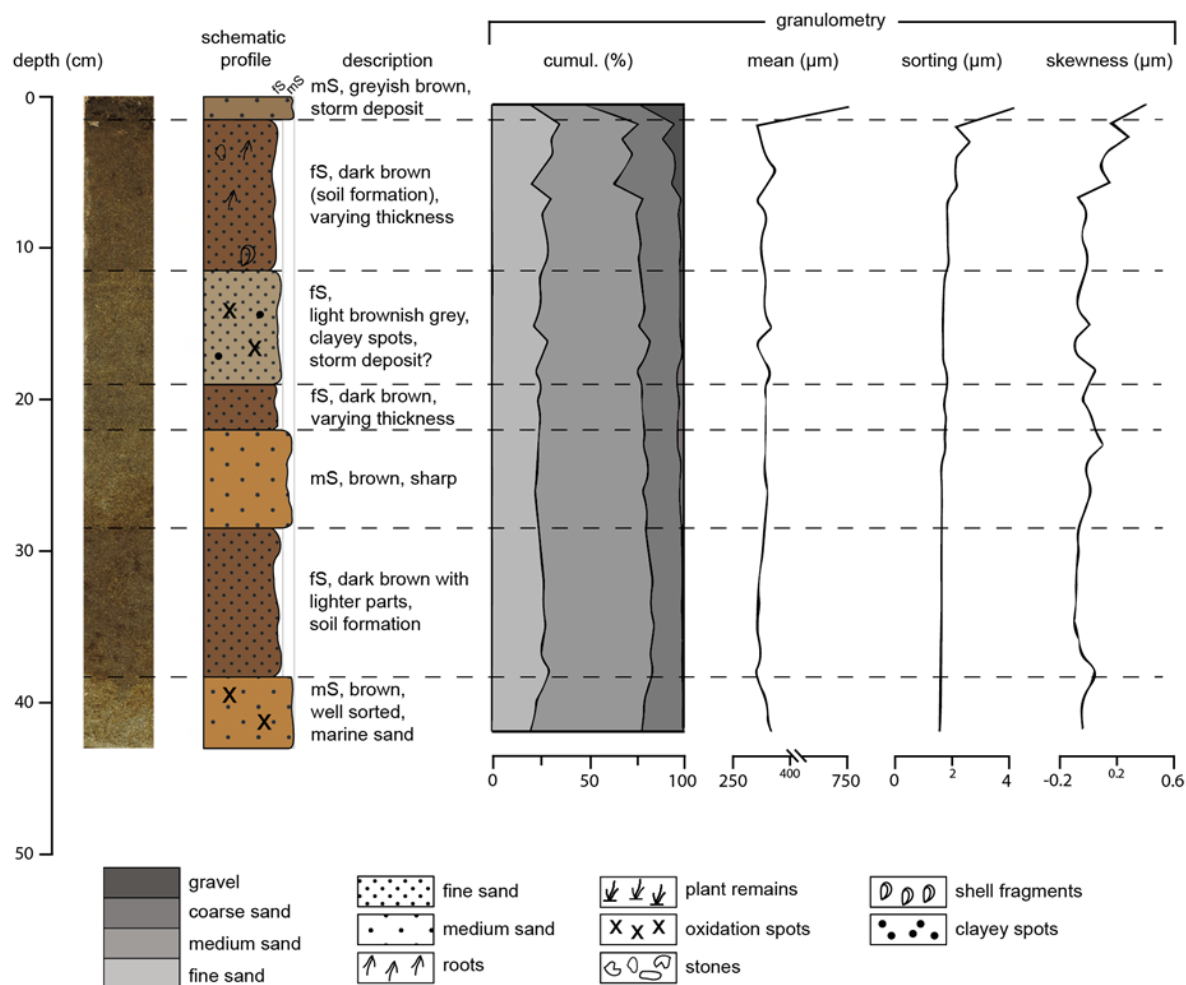 granulometry
schematic
depth (cm) profile description cumul. (%) mean (µm) sorting (µm) skewness (µm)
fS mS
0
mS, greyish brown,
storm deposit
fS, dark brown
(soil formation),
varying thickness
10
fS,
light brownish grey,
clayey spots,
storm deposit?
20
fS, dark brown,
varying thickness
mS, brown, sharp
30
fS, dark brown with
lighter parts,
soil formation
40
mS, brown,
well sorted,
marine sand
0 50 100 250 400 750 0 2 4 -0.2 0.2 0.6
50
gravel fine sand plant remains shell fragments
coarse sand medium sand oxidation spots clayey spots
medium sand roots stones
fine sand